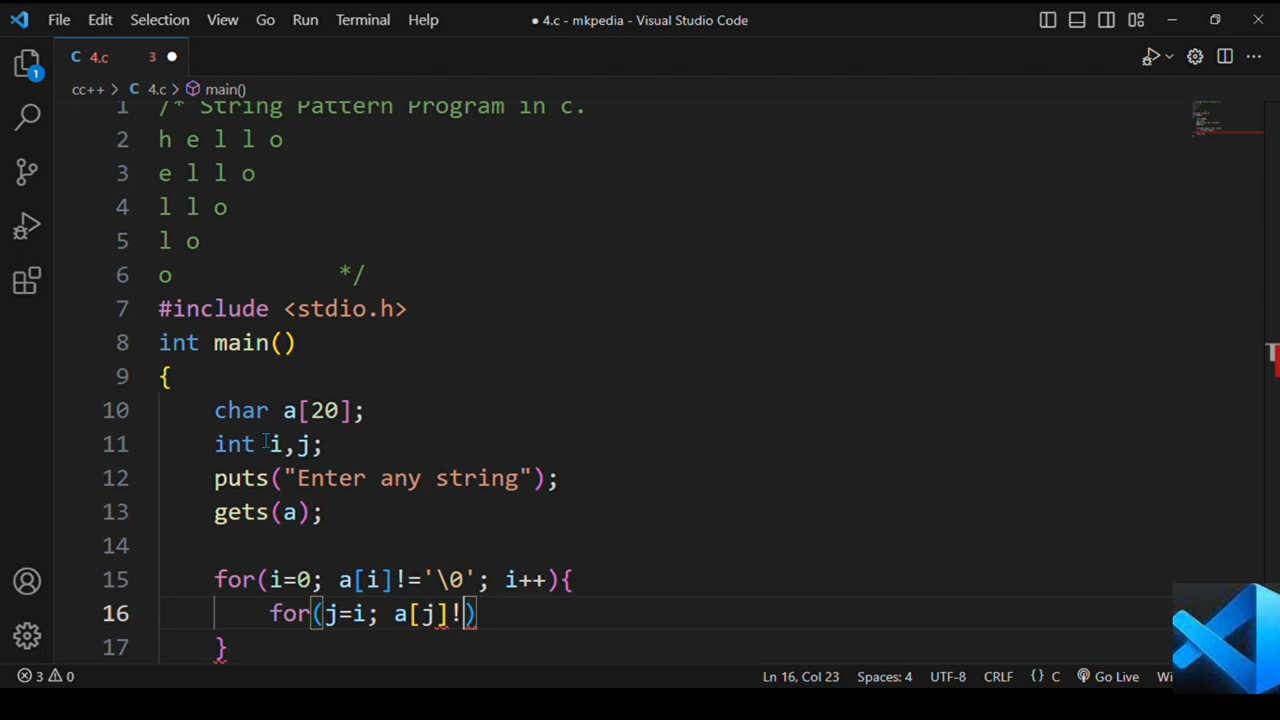 File Edit Selection View Go Run Terminal Help ● 4.c - mkpedia - Visual Studio Code
C 4.c 3 ●
cc++ > C 4.c > main()
1 /* String Pattern Program in c.
2 h e l l o
3 e l l o
4 l l o
5 l o
6 o */
7 #include <stdio.h>
8 int main()
9 {
10 char a[20];
11 int i,j;
12 puts("Enter any string");
13 gets(a);
14
15 for(i=0; a[i]!='\0'; i++){
16 for(j=i; a[j]!)
17 }
1
3 0 Ln 16, Col 23 Spaces: 4 UTF-8 CRLF {} C Go Live